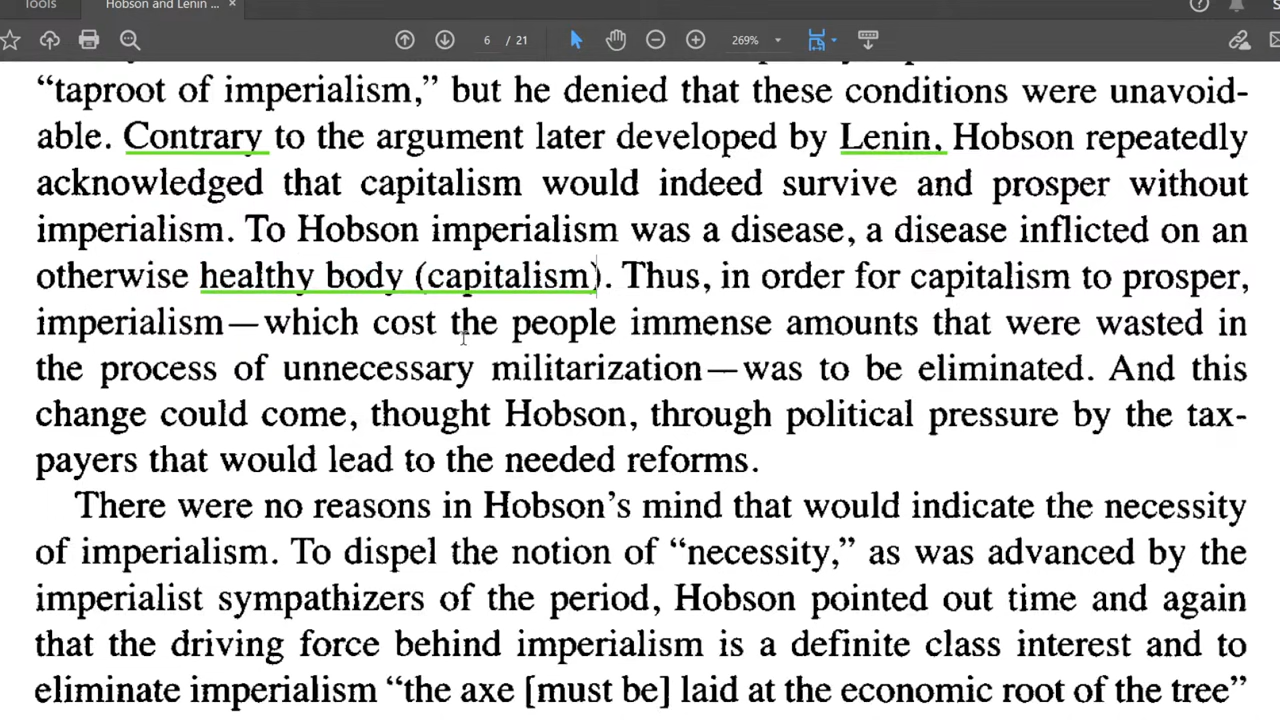 Tools
Hobson and Lenin ... ×
6 / 21
269%
“taproot of imperialism,” but he denied that these conditions were unavoid-
able. Contrary to the argument later developed by Lenin, Hobson repeatedly
acknowledged that capitalism would indeed survive and prosper without
imperialism. To Hobson imperialism was a disease, a disease inflicted on an
otherwise healthy body (capitalism). Thus, in order for capitalism to prosper,
imperialism—which cost the people immense amounts that were wasted in
the process of unnecessary militarization—was to be eliminated. And this
change could come, thought Hobson, through political pressure by the tax-
payers that would lead to the needed reforms.
There were no reasons in Hobson’s mind that would indicate the necessity
of imperialism. To dispel the notion of “necessity,” as was advanced by the
imperialist sympathizers of the period, Hobson pointed out time and again
that the driving force behind imperialism is a definite class interest and to
eliminate imperialism “the axe [must be] laid at the economic root of the tree”